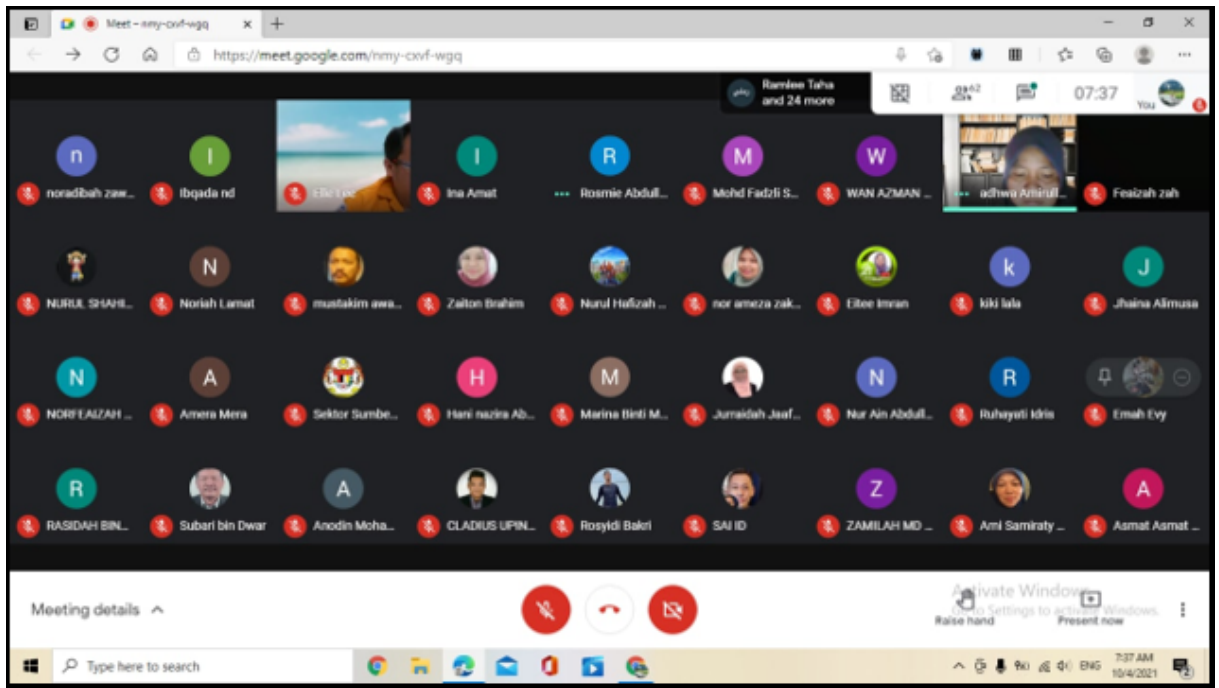 Meet – nmy-cxvf-wgq
https://meet.google.com/nmy-cxvf-wgq
Ramlee Taha
and 24 more
62
07:37
You
n
I
I
R
M
W
noradibah zaw...
Ibqada nd
Elle Lee
Ina Amat
Rosmie Abdull...
Mohd Fadzli S...
WAN AZMAN ...
adhwa Amirull...
Feaizah zah
N
k
J
NURUL SHAHI...
Noriah Lamat
mustakim awa...
Zaiton Brahim
Nurul Hafizah ...
nor ameza zak...
Eitee Imran
kiki lala
Jhaina Alimusa
N
A
H
M
N
R
NORFEAIZAH ...
Amera Mera
Sektor Sumbe...
Hani nazira Ab...
Marina Binti M...
Jurraidah Jaaf...
Nur Ain Abdull...
Ruhayati Idris
Emah Evy
R
A
Z
A
RASIDAH BIN...
Subari bin Dwar
Anodin Moha...
CLADIUS UPIN...
Rosyidi Bakri
SAI ID
ZAMILAH MD ...
Ami Samiraty ...
Asmat Asmat ...
Meeting details
Activate Windows
Go to Settings to activate Windows.
Raise hand
Present now
Type here to search
ENG
7:37 AM
10/4/2021
2